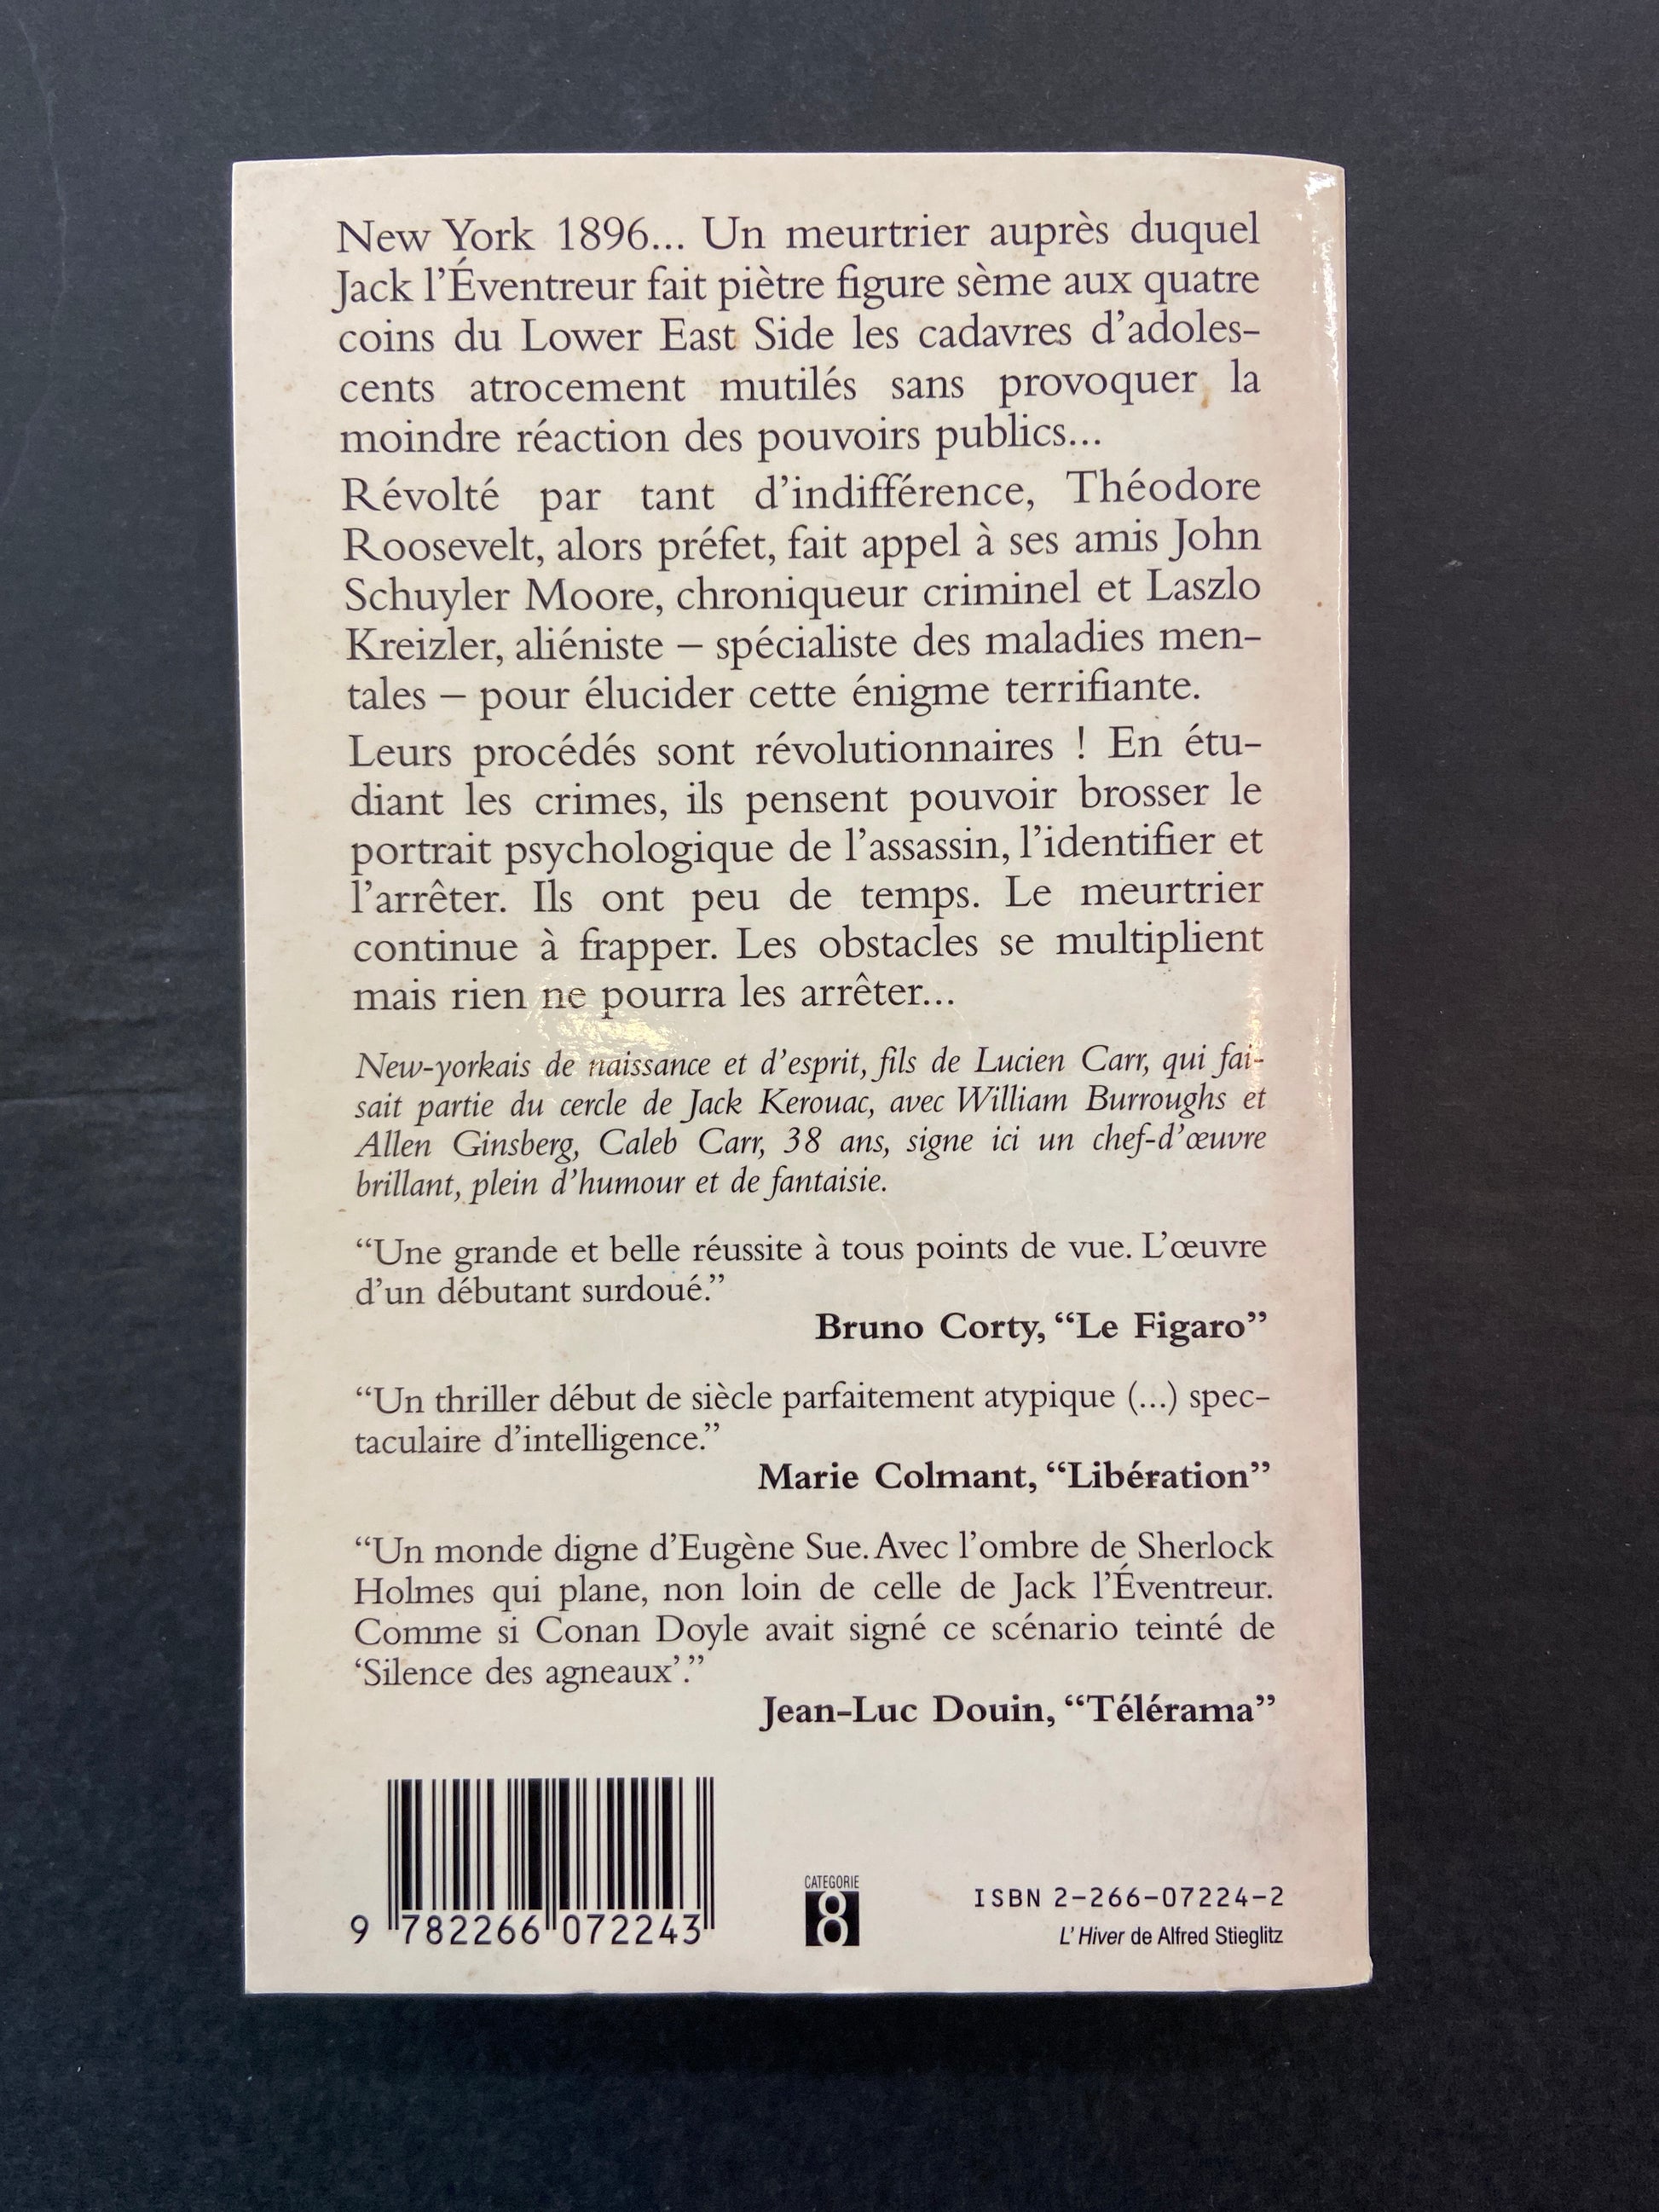 New York 1896... Un meurtrier auprès duquel
Jack l'Éventreur fait piètre figure sème aux quatre
coins du Lower East Side les cadavres d'adoles-
cents atrocement mutilés sans provoquer la
moindre réaction des pouvoirs publics...
Révolté par tant d'indifférence, Théodore
Roosevelt, alors préfet, fait appel à ses amis John
Schuyler Moore, chroniqueur criminel et Laszlo
Kreizler, aliéniste – spécialiste des maladies men-
tales – pour élucider cette énigme terrifiante.
Leurs procédés sont révolutionnaires ! En étu-
diant les crimes, ils pensent pouvoir brosser le
portrait psychologique de l'assassin, l'identifier et
l'arrêter. Ils ont peu de temps. Le meurtrier
continue à frapper. Les obstacles se multiplient
mais rien ne pourra les arrêter...
New-yorkais de naissance et d'esprit, fils de Lucien Carr, qui fai-
sait partie du cercle de Jack Kerouac, avec William Burroughs et
Allen Ginsberg, Caleb Carr, 38 ans, signe ici un chef-d'œuvre
brillant, plein d'humour et de fantaisie.
“Une grande et belle réussite à tous points de vue. L'œuvre
d'un débutant surdoué.”
Bruno Corty, “Le Figaro”
“Un thriller début de siècle parfaitement atypique (...) spec-
taculaire d'intelligence.”
Marie Colmant, “Libération”
“Un monde digne d'Eugène Sue. Avec l'ombre de Sherlock
Holmes qui plane, non loin de celle de Jack l'Éventreur.
Comme si Conan Doyle avait signé ce scénario teinté de
‘Silence des agneaux’.”
Jean-Luc Douin, “Télérama”
CATEGORIE
8
ISBN 2-266-07224-2
L'Hiver de Alfred Stieglitz
9 782266 072243